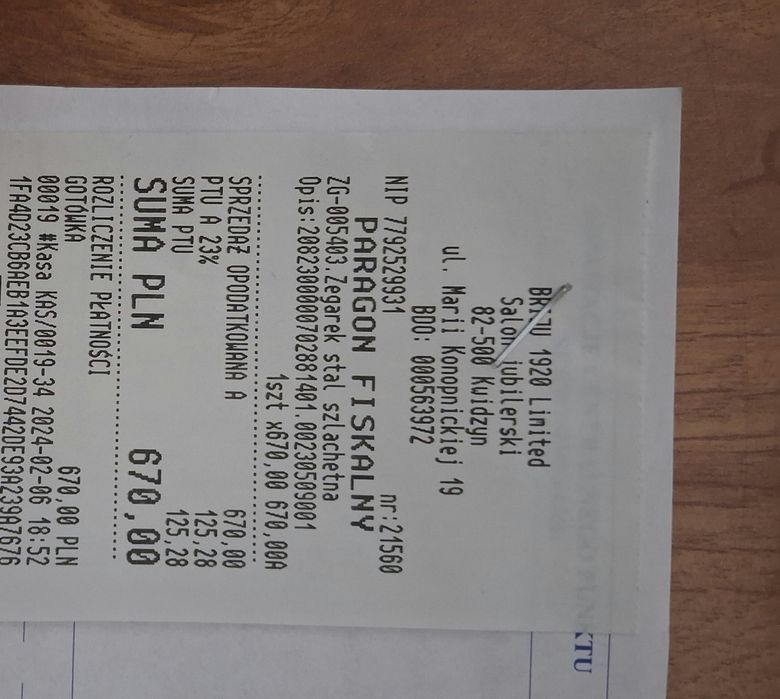 1920 Limited
Salon jubilerski
82-500 Kwidzyn
ul. Marii Konopnickiej 19
BDO: 000563972
NIP 7792529931 nr:21560
PARAGON FISKALNY
ZG-005403.Zegarek stal szlachetna
Opis:2082300000702881401.00230509001
1szt x670,00 670,00A
SPRZEDAŻ OPODATKOWANA A 670,00
PTU A 23% 125,28
SUMA PTU 125,28
SUMA PLN 670,00
ROZLICZENIE PŁATNOŚCI
GOTÓWKA 670,00 PLN
00019 #Kasa KAS/0019-34 2024-02-06 18:52
1FA4D23CB6AEB1A3EEFDE2D7442DE93A239A7676